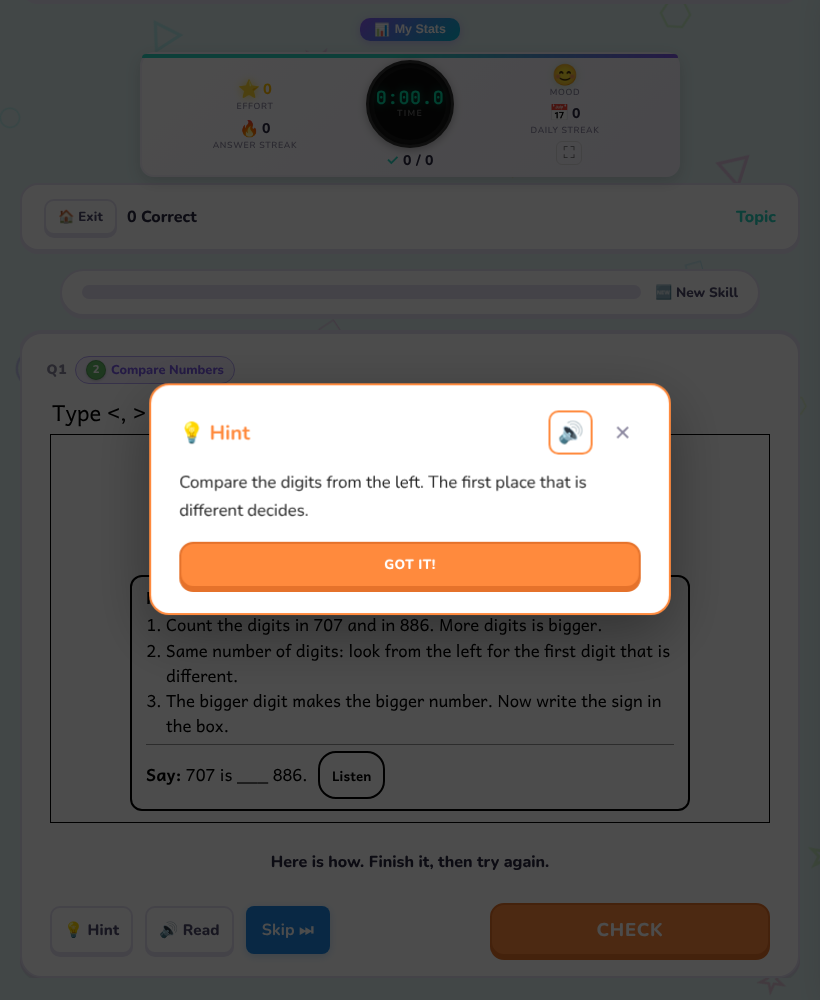 📊 My Stats
⭐ 0
EFFORT
🔥 0
ANSWER STREAK
0:00.0
TIME
✓ 0 / 0
😊
MOOD
📅 0
DAILY STREAK
🏠 Exit
0 Correct
Topic
🆕 New Skill
Q1
2 Compare Numbers
Type <, >
💡 Hint
Compare the digits from the left. The first place that is
different decides.
GOT IT!
1. Count the digits in 707 and in 886. More digits is bigger.
2. Same number of digits: look from the left for the first digit that is
different.
3. The bigger digit makes the bigger number. Now write the sign in
the box.
Say: 707 is ___ 886.
Listen
Here is how. Finish it, then try again.
💡 Hint
🔊 Read
Skip ⏭
CHECK